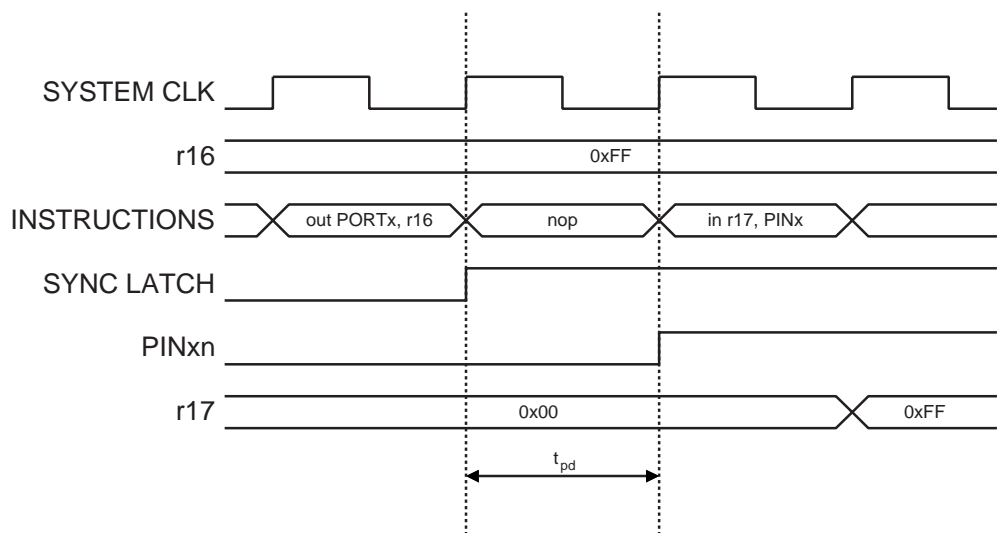 SYSTEM CLK
r16
0xFF
INSTRUCTIONS
out PORTx, r16
nop
in r17, PINx
SYNC LATCH
PINxn
r17
0x00
0xFF
tpd